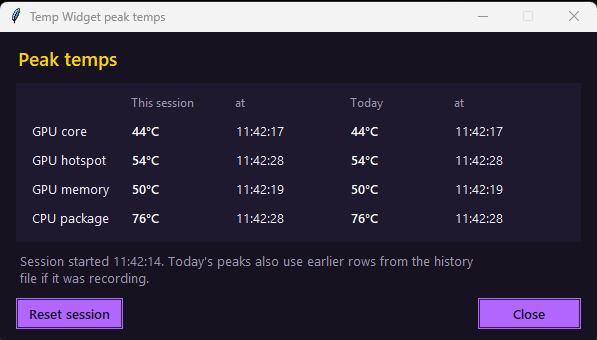 Temp Widget peak temps
Peak temps
This session at Today at
GPU core 44°C 11:42:17 44°C 11:42:17
GPU hotspot 54°C 11:42:28 54°C 11:42:28
GPU memory 50°C 11:42:19 50°C 11:42:19
CPU package 76°C 11:42:28 76°C 11:42:28
Session started 11:42:14. Today's peaks also use earlier rows from the history
file if it was recording.
Reset session Close